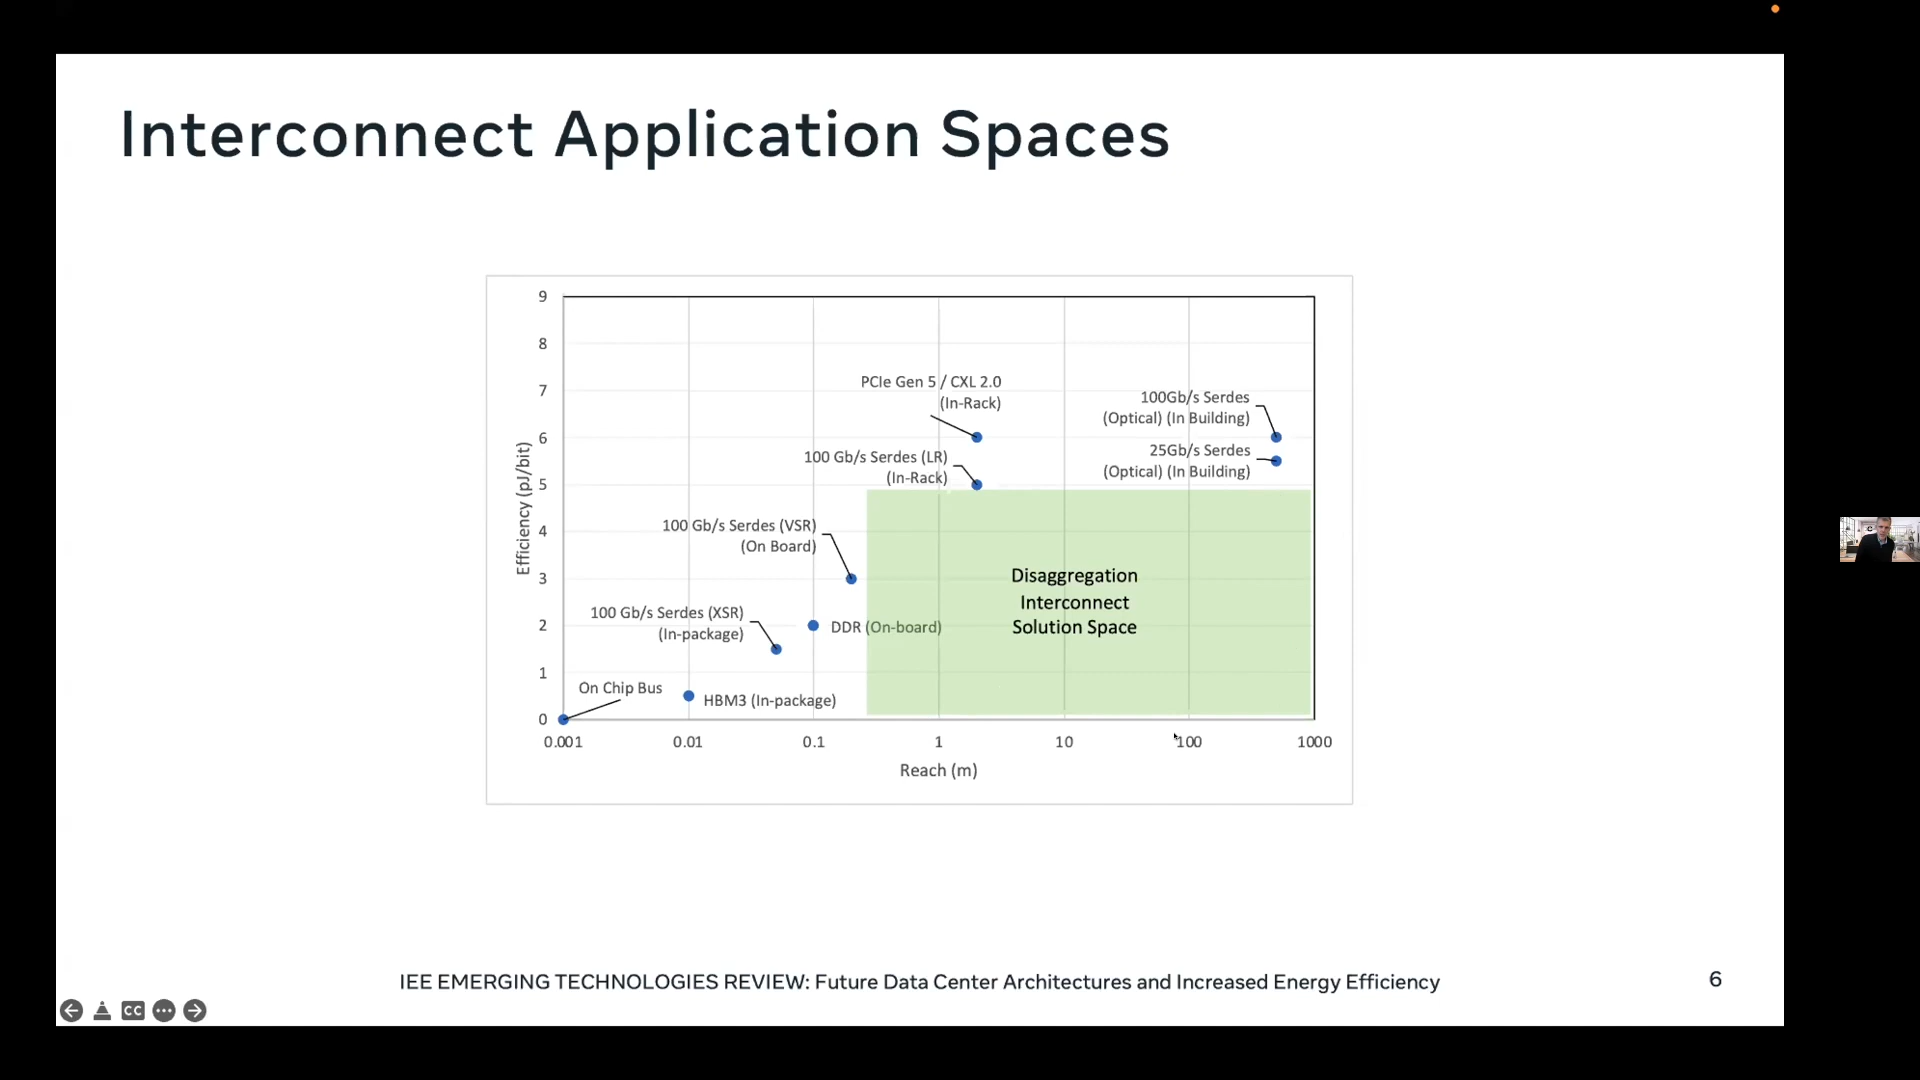 Interconnect Application Spaces
9
8
7
6
5
4
3
2
1
0
Efficiency (pJ/bit)
PCIe Gen 5 / CXL 2.0
(In-Rack)
100Gb/s Serdes
(Optical) (In Building)
25Gb/s Serdes
(Optical) (In Building)
100 Gb/s Serdes (LR)
(In-Rack)
100 Gb/s Serdes (VSR)
(On Board)
Disaggregation
Interconnect
Solution Space
100 Gb/s Serdes (XSR)
(In-package)
DDR (On-board)
On Chip Bus
HBM3 (In-package)
0.001 0.01 0.1 1 10 100 1000
Reach (m)
IEE EMERGING TECHNOLOGIES REVIEW: Future Data Center Architectures and Increased Energy Efficiency
6
CC